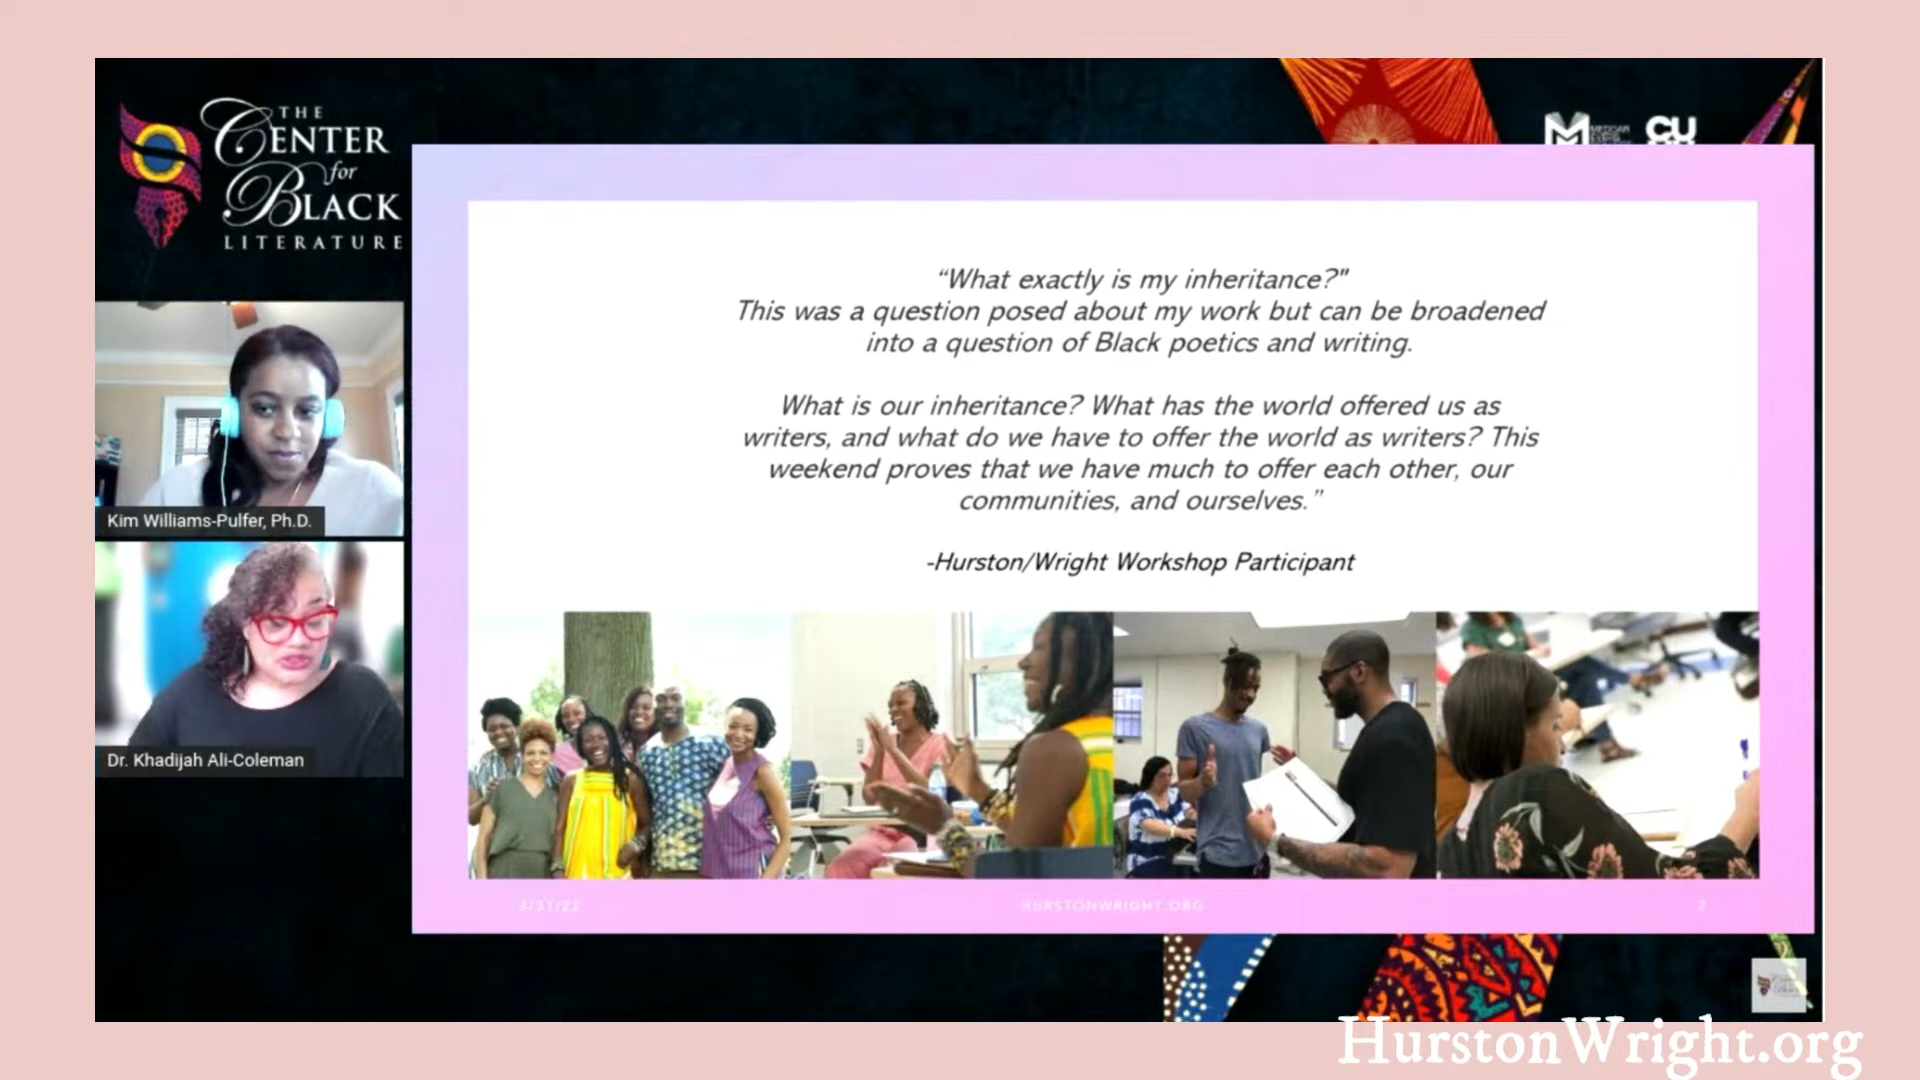 THE
CENTER
for
BLACK
LITERATURE
CU
Kim Williams-Pulfer, Ph.D.
Dr. Khadijah Ali-Coleman
“What exactly is my inheritance?"
This was a question posed about my work but can be broadened
into a question of Black poetics and writing.
What is our inheritance? What has the world offered us as
writers, and what do we have to offer the world as writers? This
weekend proves that we have much to offer each other, our
communities, and ourselves.”
-Hurston/Wright Workshop Participant
3/31/22
HURSTONWRIGHT.ORG
HurstonWright.org